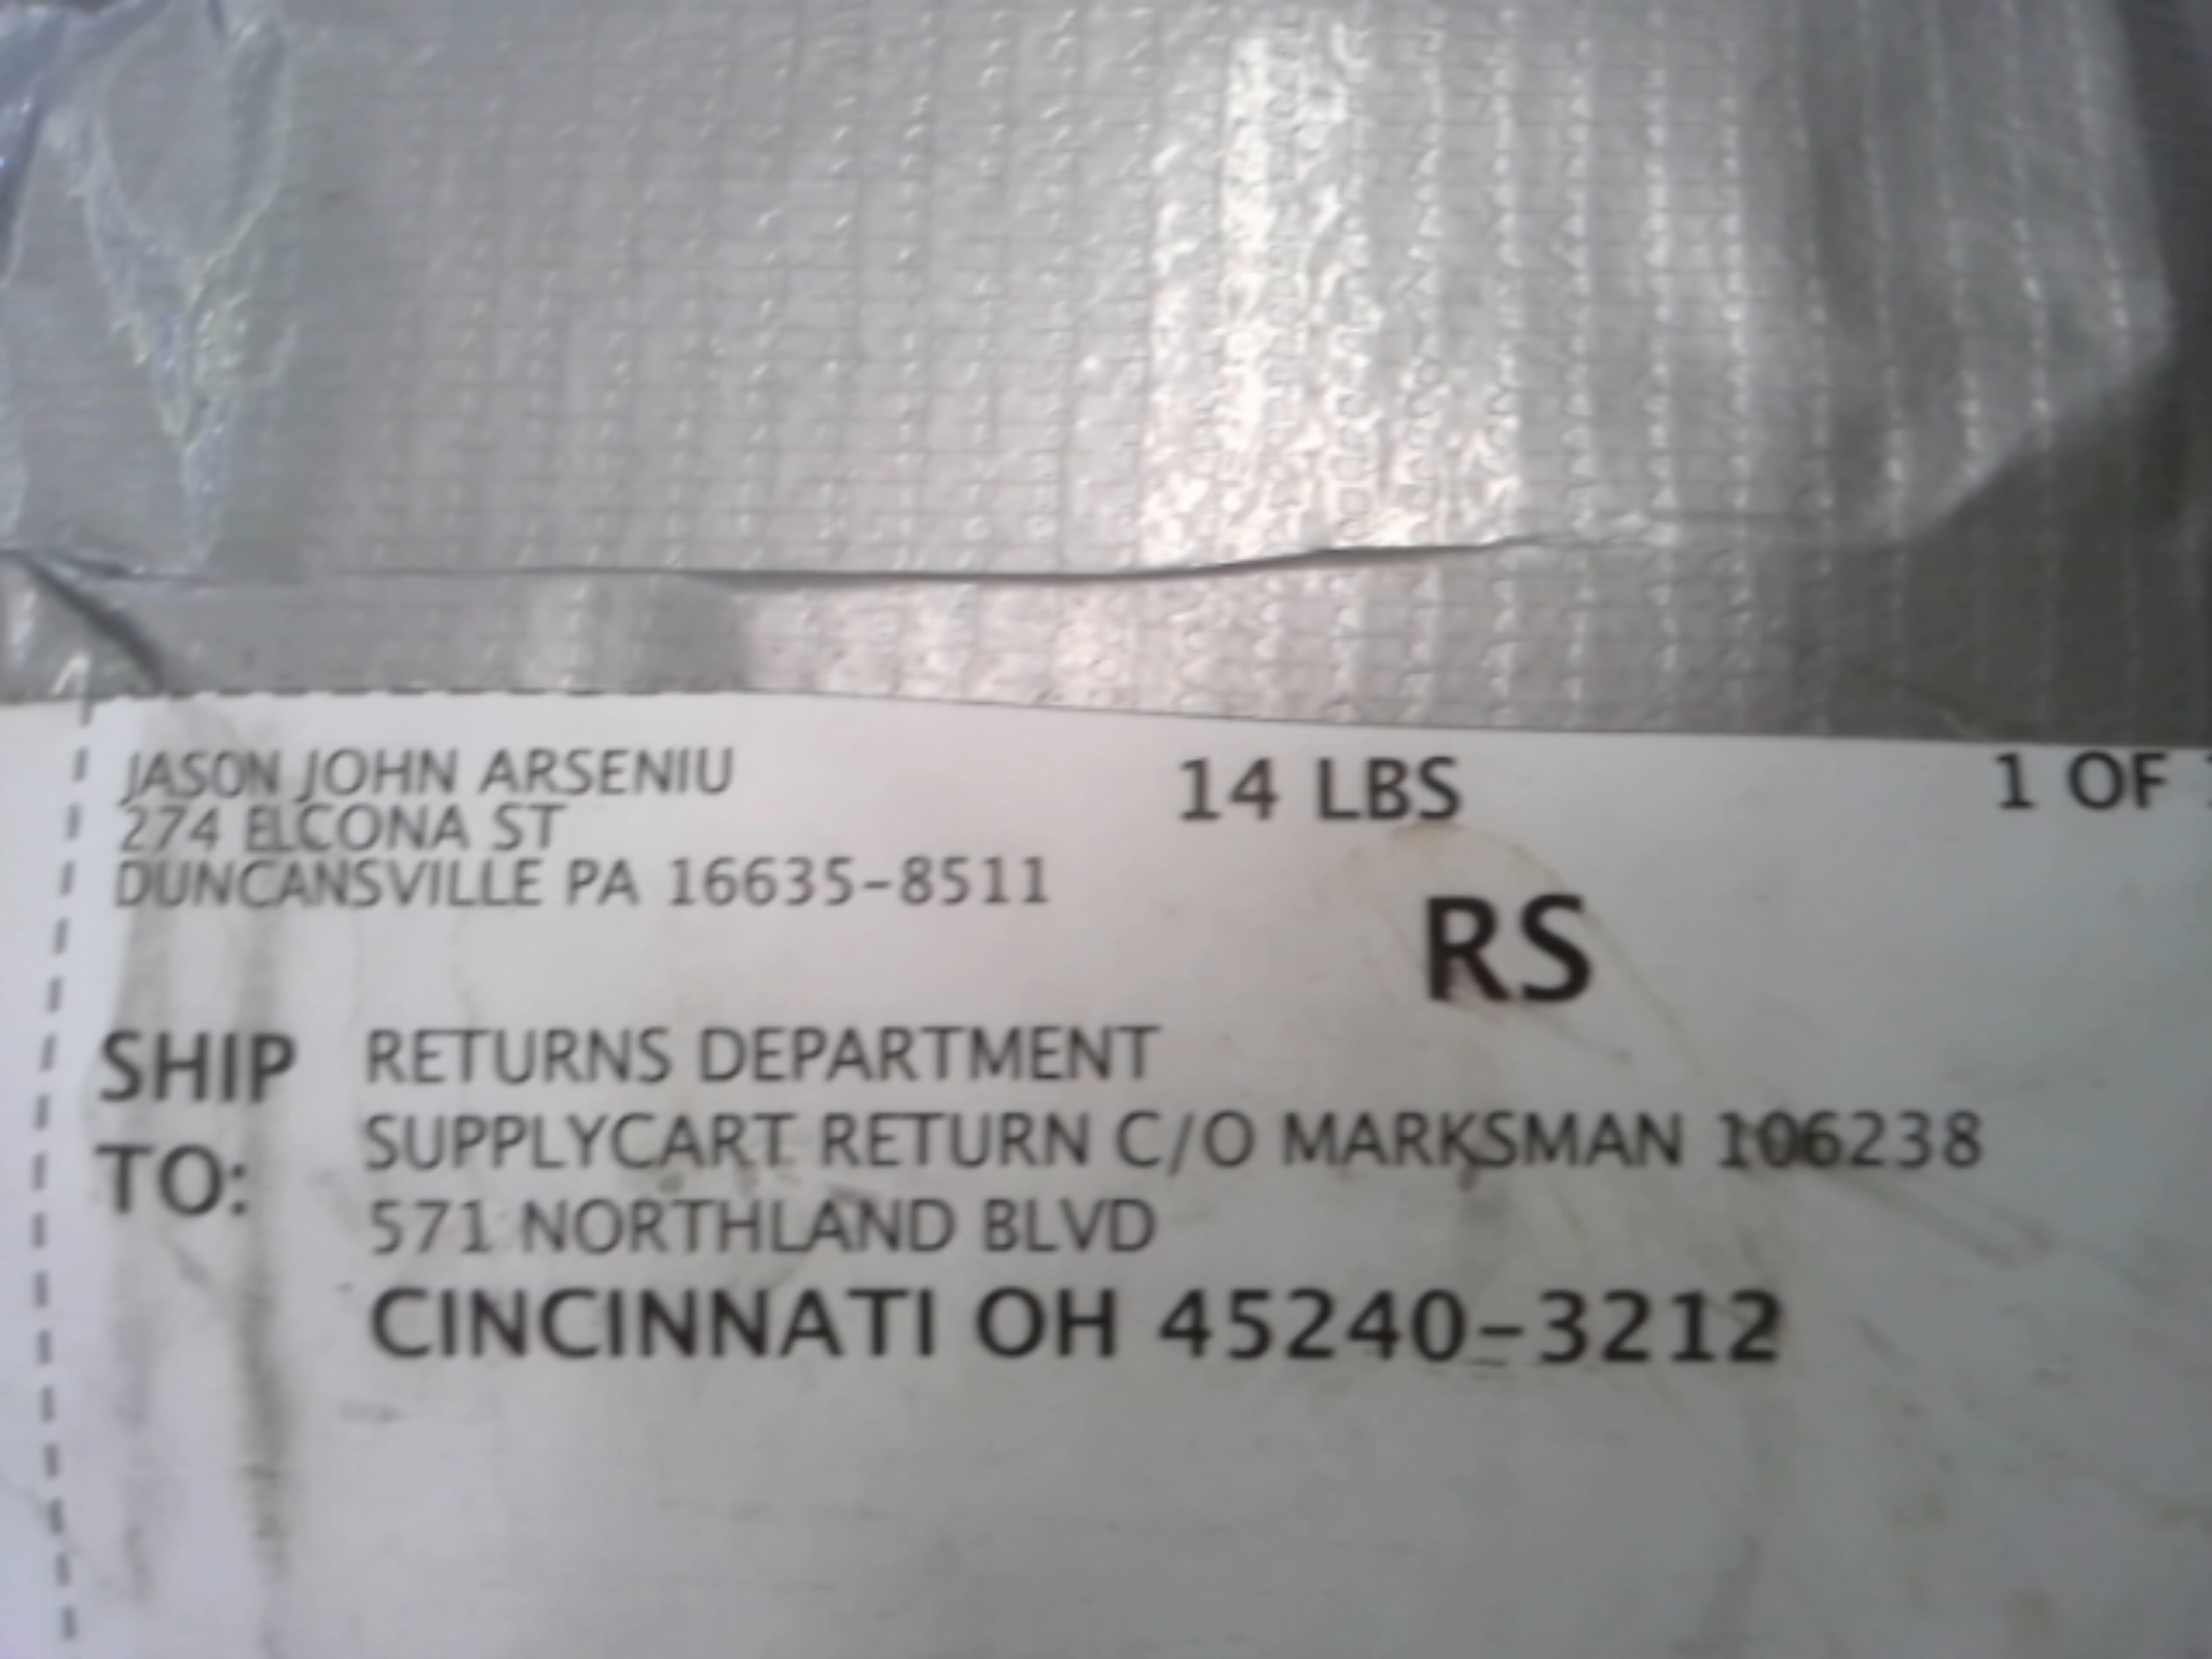 JASON JOHN ARSENIU
274 ELCONA ST
DUNCANSVILLE PA 16635-8511
14 LBS
1 OF
RS
SHIP TO:
RETURNS DEPARTMENT
SUPPLYCART RETURN C/O MARKSMAN 106238
571 NORTHLAND BLVD
CINCINNATI OH 45240-3212